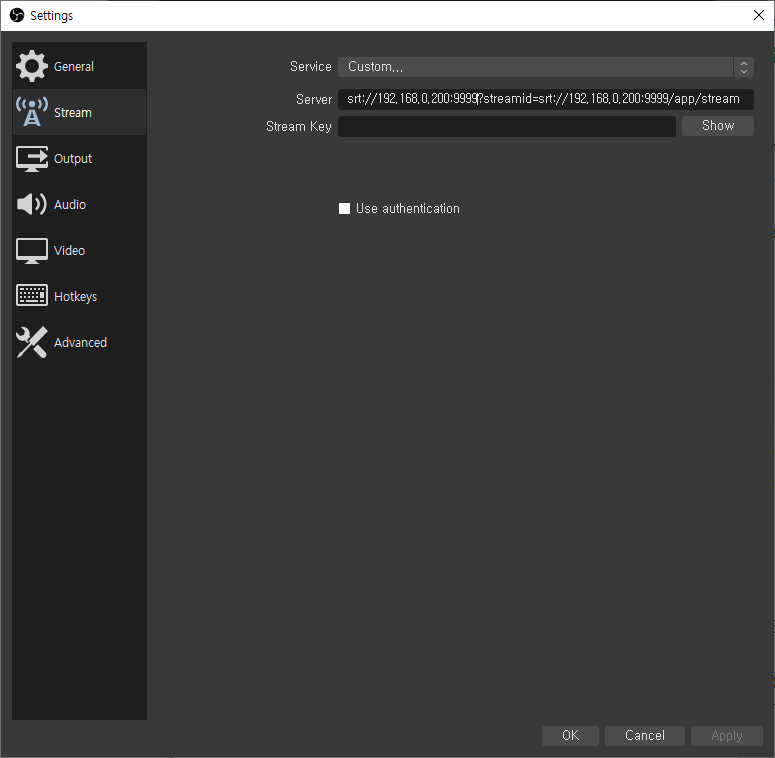 Settings
General
Stream
Output
Audio
Video
Hotkeys
Advanced
Service Custom...
Server srt://192.168.0.200:9999?streamid=srt://192.168.0.200:9999/app/stream
Stream Key Show
Use authentication
OK Cancel Apply